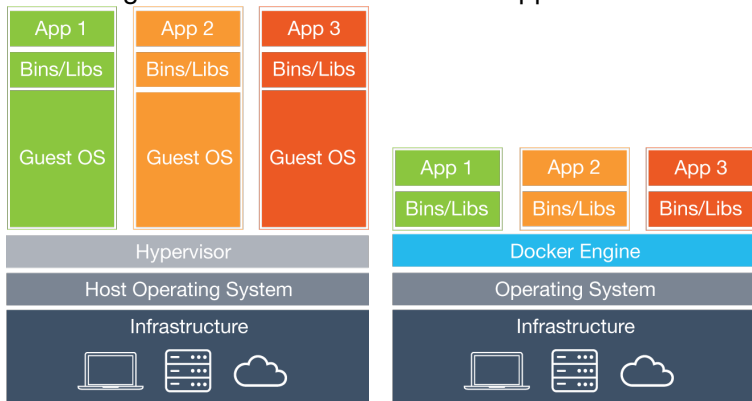 App 1
App 2
App 3
Bins/Libs
Bins/Libs
Bins/Libs
Guest OS
Guest OS
Guest OS
Hypervisor
Host Operating System
Infrastructure
App 1
App 2
App 3
Bins/Libs
Bins/Libs
Bins/Libs
Docker Engine
Operating System
Infrastructure